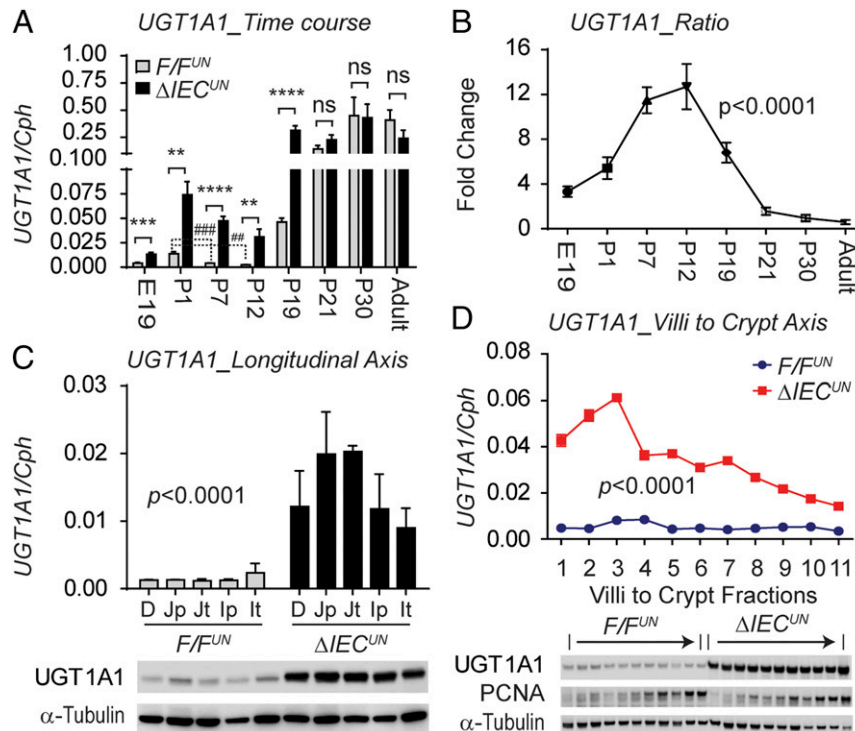 A
UGT1A1_Time course
F/F^UN
ΔIEC^UN
UGT1A1/Cph
1.00
0.75
0.50
0.25
0.100
0.075
0.050
0.025
0.000
***
**
****
**
****
ns
ns
ns
###
##
E19
P1
P7
P12
P19
P21
P30
Adult
B
UGT1A1_Ratio
Fold Change
16
12
8
4
0
p<0.0001
E19
P1
P7
P12
P19
P21
P30
Adult
C
UGT1A1_Longitudinal Axis
UGT1A1/Cph
0.03
0.02
0.01
0.00
p<0.0001
D Jp Jt Ip It D Jp Jt Ip It
F/F^UN ΔIEC^UN
UGT1A1
α-Tubulin
D
UGT1A1_Villi to Crypt Axis
F/F^UN
ΔIEC^UN
UGT1A1/Cph
0.08
0.06
0.04
0.02
0.00
p<0.0001
1 2 3 4 5 6 7 8 9 10 11
Villi to Crypt Fractions
F/F^UN ΔIEC^UN
UGT1A1
PCNA
α-Tubulin